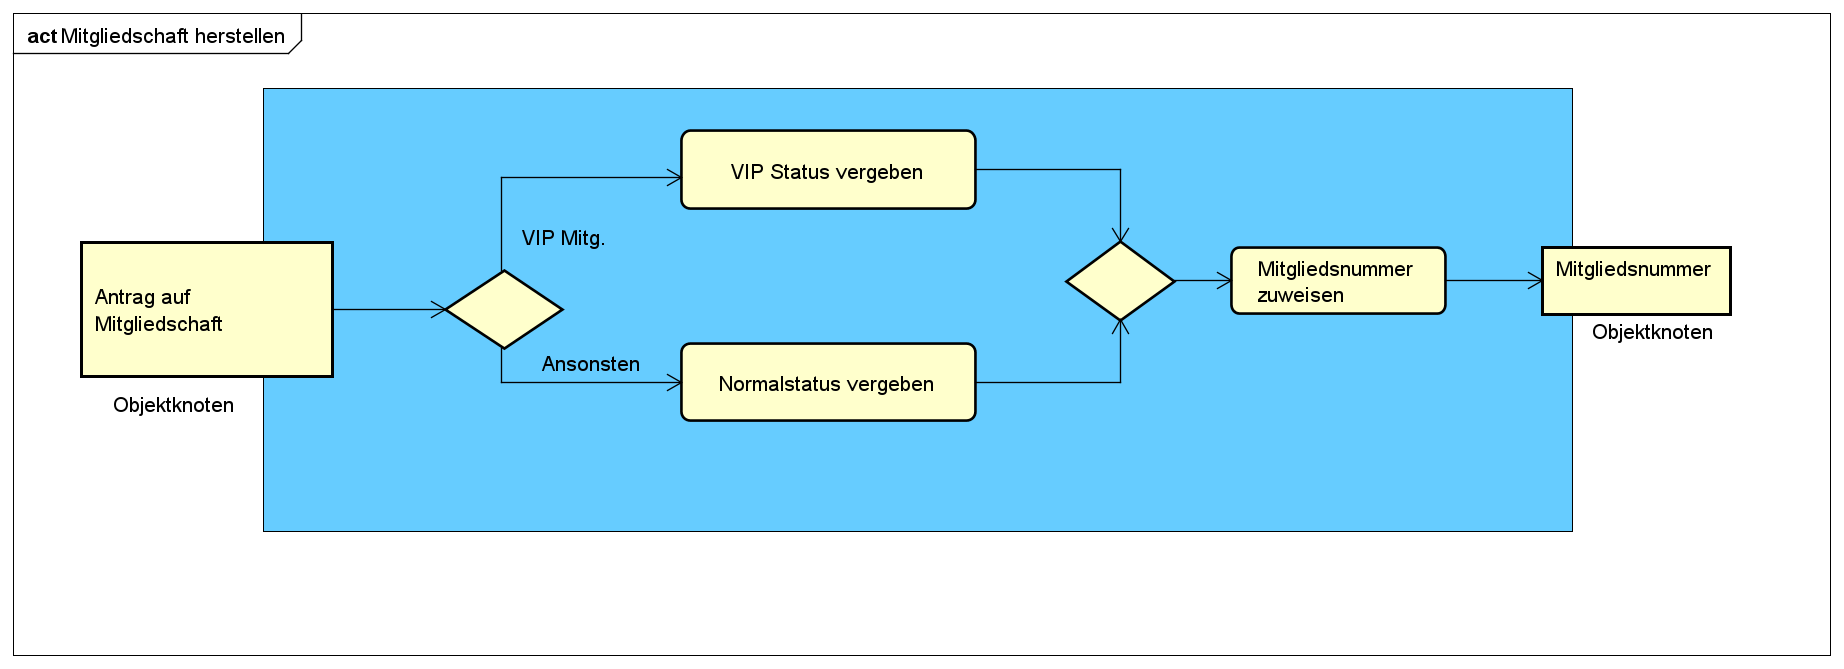 act Mitgliedschaft herstellen
VIP Status vergeben
VIP Mitg.
Antrag auf
Mitgliedschaft
Objektknoten
Ansonsten
Normalstatus vergeben
Mitgliedsnummer
zuweisen
Mitgliedsnummer
Objektknoten